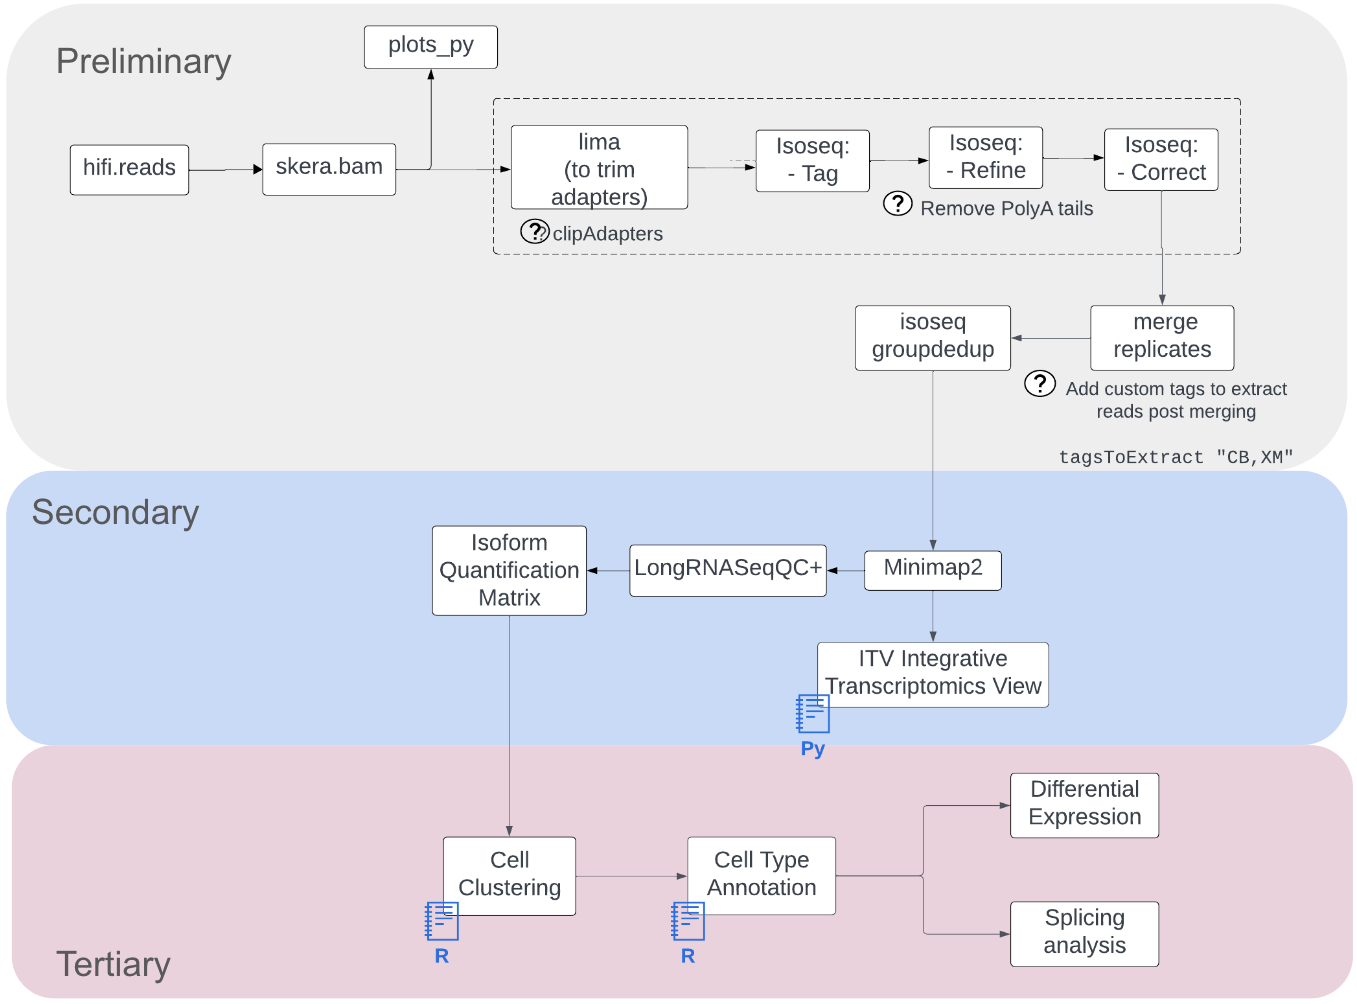 Preliminary
plots_py
hifi.reads
skera.bam
lima
(to trim
adapters)
? clipAdapters
Isoseq:
- Tag
Isoseq:
- Refine
? Remove PolyA tails
Isoseq:
- Correct
isoseq
groupdedup
merge
replicates
? Add custom tags to extract
reads post merging
tagsToExtract "CB,XM"
Secondary
Isoform
Quantification
Matrix
LongRNASeqQC+
Minimap2
ITV Integrative
Transcriptomics View
Py
Differential
Expression
Cell
Clustering
R
Cell Type
Annotation
R
Splicing
analysis
Tertiary